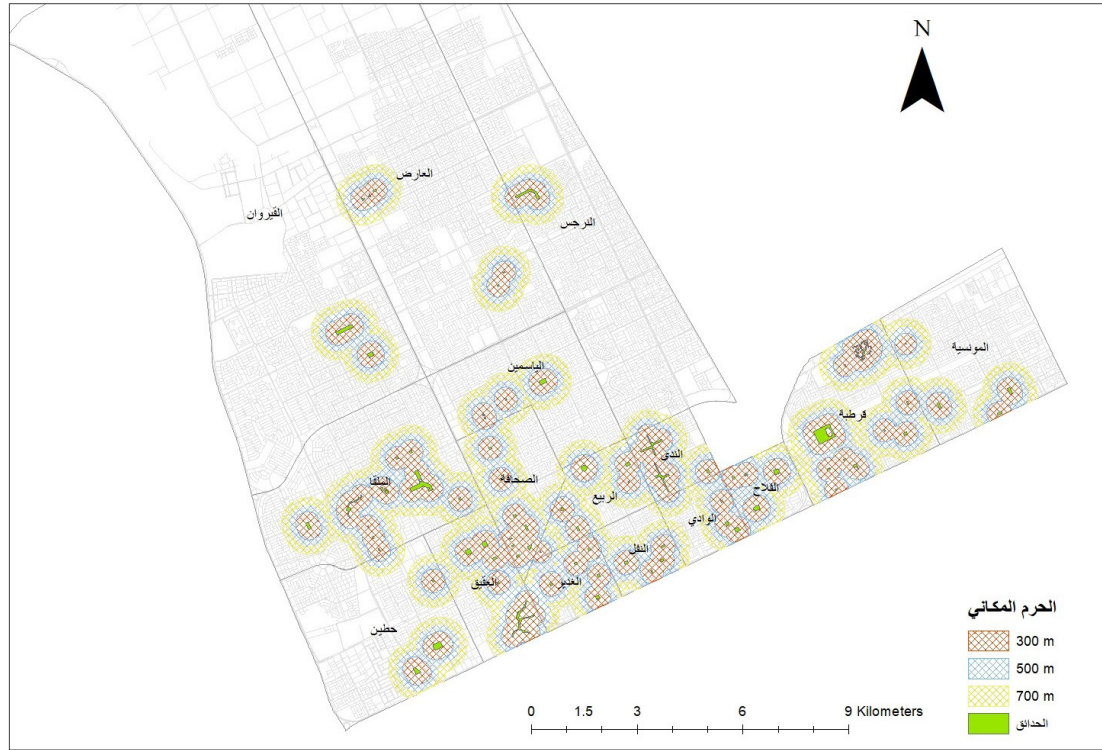 N
العارض
القيروان
النرجس
المونسية
الياسمين
قرطبة
الندى
الملقا
الصحافة
الربيع
الفلاح
الوادي
النفل
العقيق
الغدير
حطين
الحرم المكاني
300 m
500 m
700 m
الحدائق
0 1.5 3 6 9 Kilometers